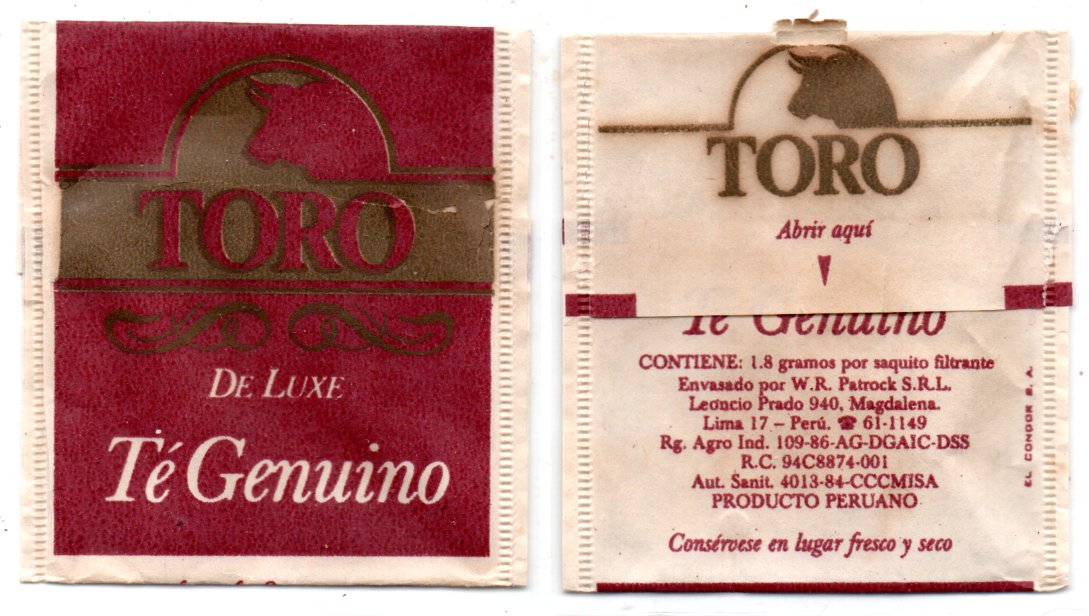 TORO
DE LUXE
Té Genuino
TORO
Abrir aquí
Té Genuino
CONTIENE: 1.8 gramos por saquito filtrante
Envasado por W.R. Patrock S.R.L.
Leoncio Prado 940, Magdalena.
Lima 17 – Perú. ☎ 61-1149
Rg. Agro Ind. 109-86-AG-DGAIC-DSS
R.C. 94C8874-001
Aut. Sanit. 4013-84-CCCMISA
PRODUCTO PERUANO
Consérvese en lugar fresco y seco
EL CONDOR S. A.